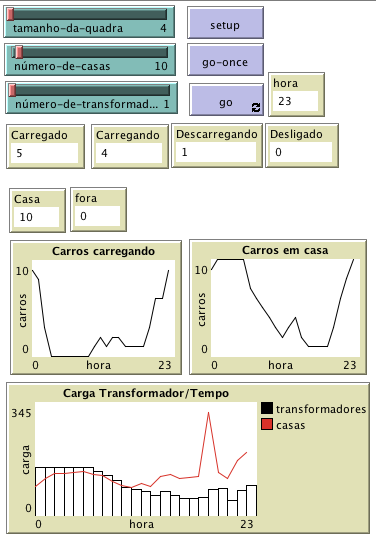 tamanho-da-quadra 4
setup
número-de-casas 10
go-once
número-de-transformad... 1
go
hora
23
Carregado
5
Carregando
4
Descarregando
1
Desligado
0
Casa
10
fora
0
Carros carregando
10
carros
0
0 hora 23
Carros em casa
10
carros
0
0 hora 23
Carga Transformador/Tempo
345
carga
0
0 hora 23
transformadores
casas